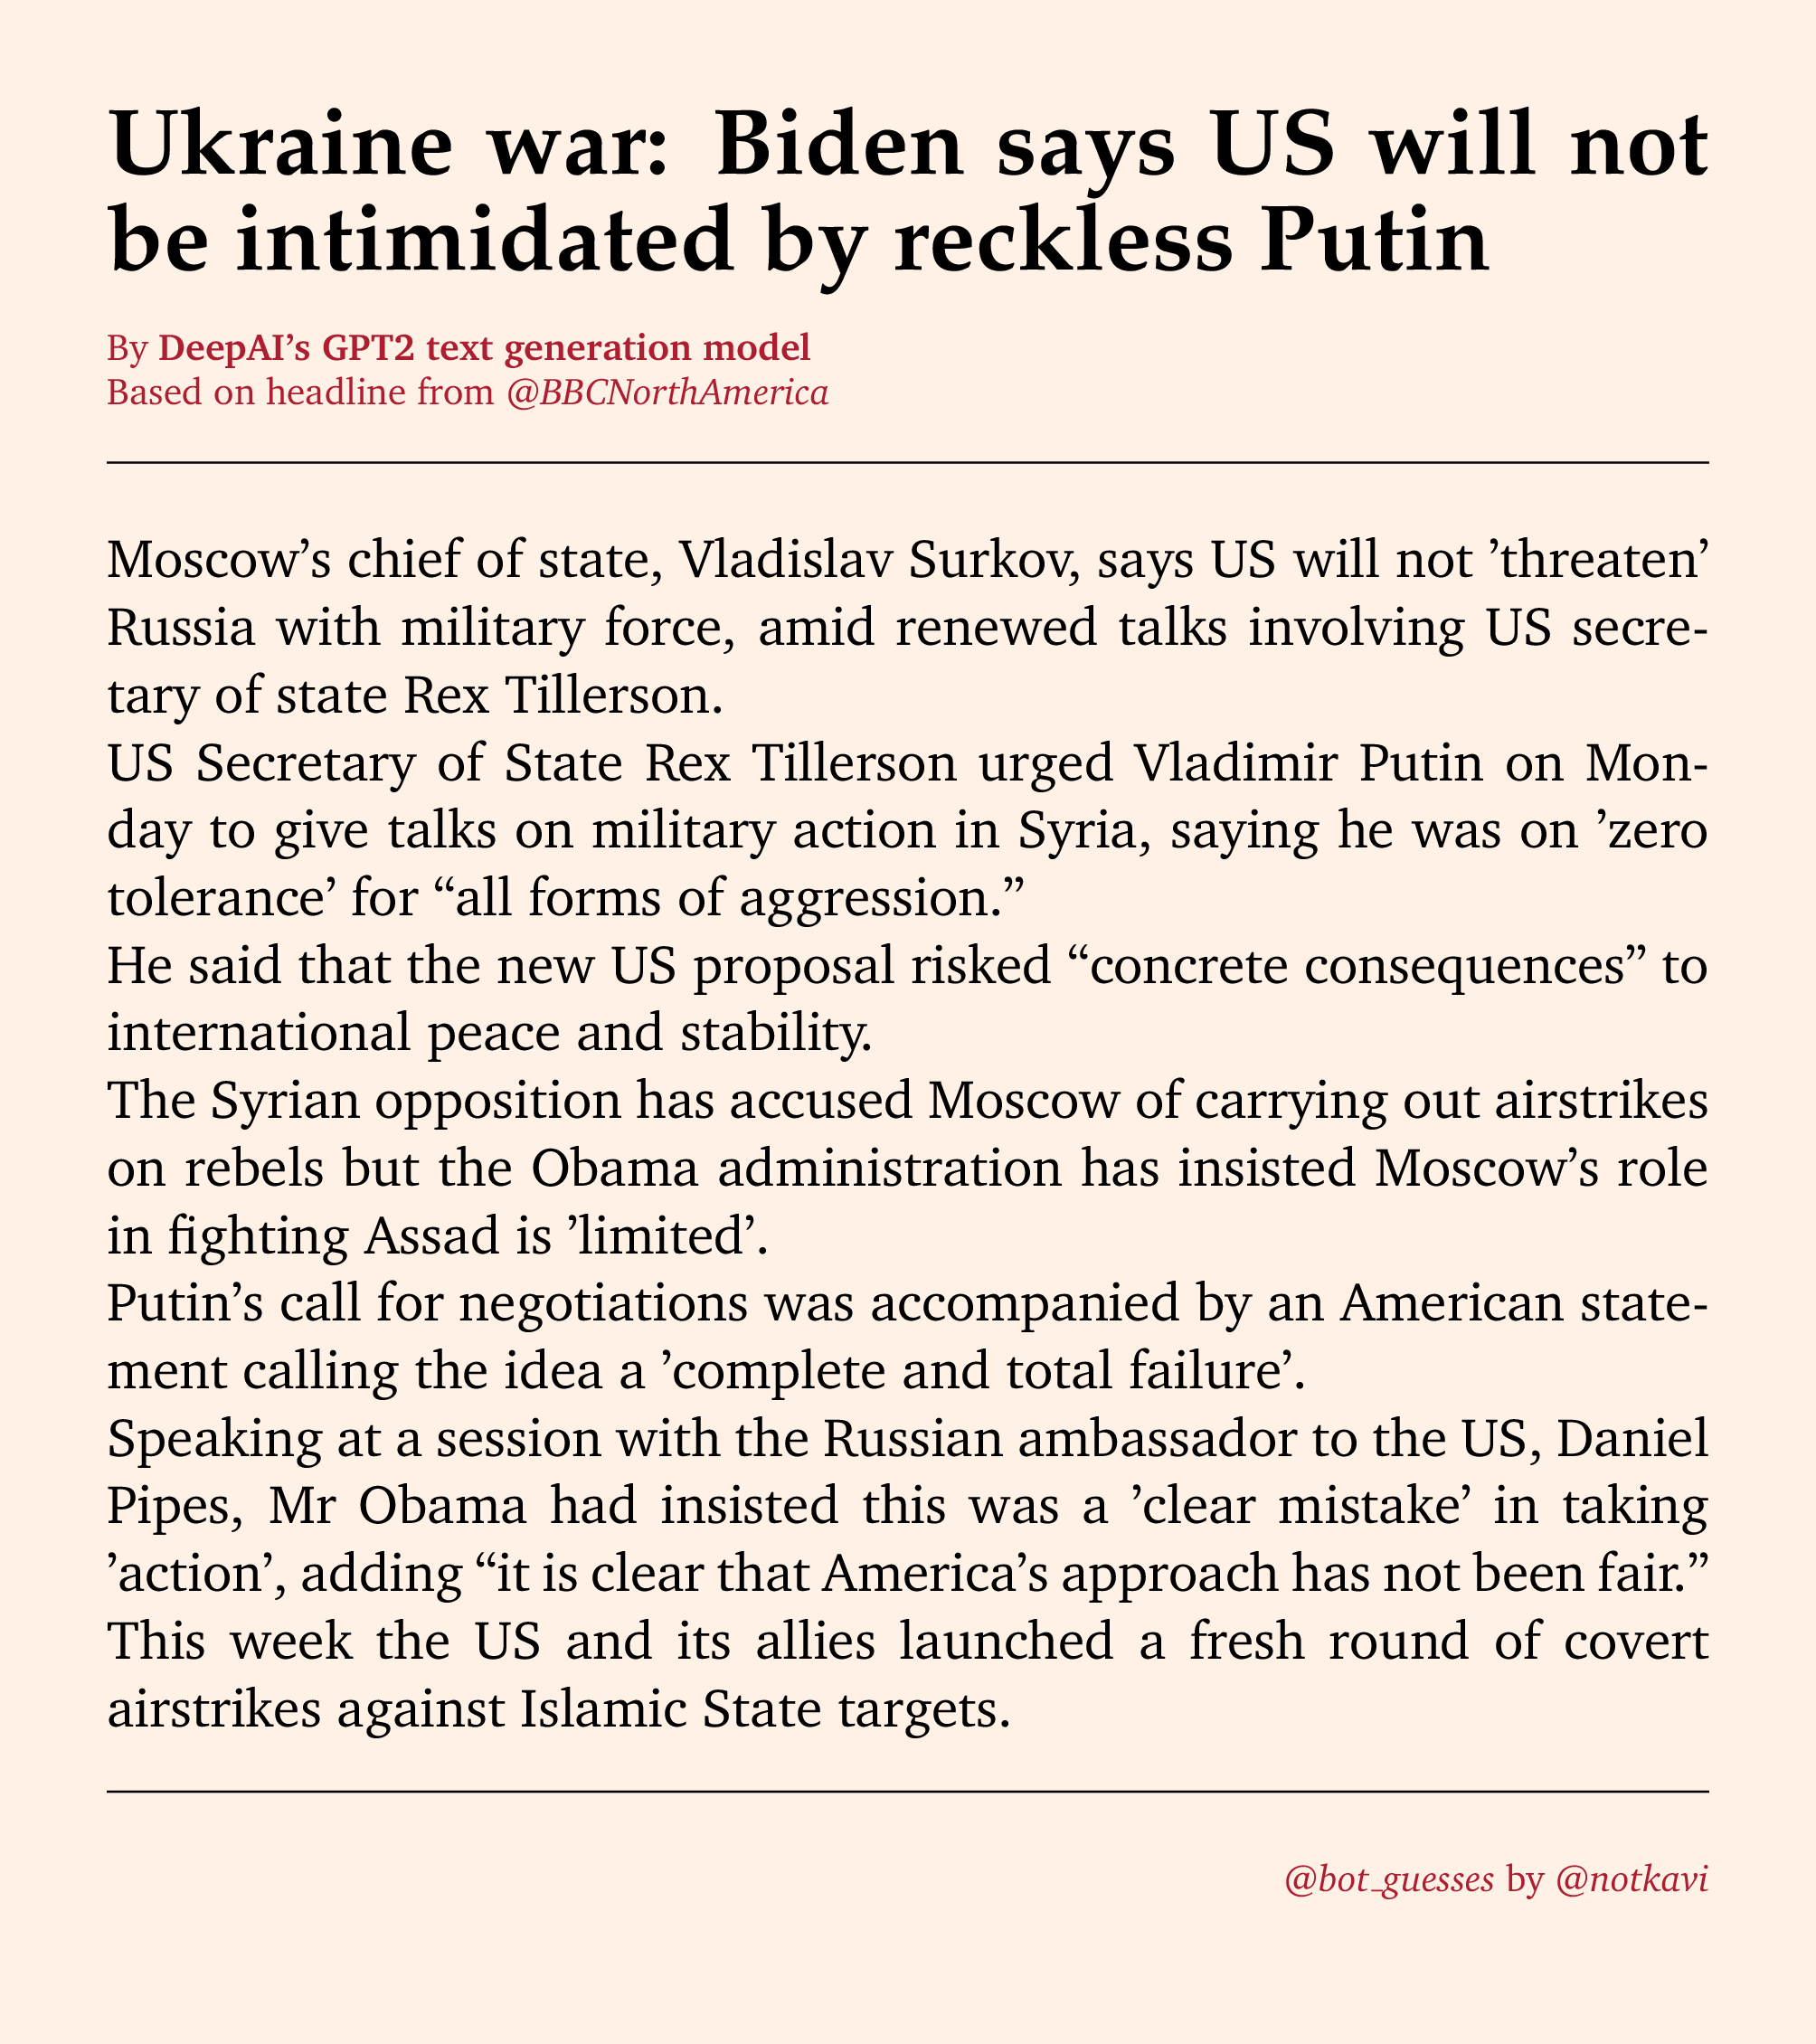 Ukraine war: Biden says US will not
be intimidated by reckless Putin
By DeepAI’s GPT2 text generation model
Based on headline from @BBCNorthAmerica
Moscow’s chief of state, Vladislav Surkov, says US will not ’threaten’
Russia with military force, amid renewed talks involving US secre-
tary of state Rex Tillerson.
US Secretary of State Rex Tillerson urged Vladimir Putin on Mon-
day to give talks on military action in Syria, saying he was on ’zero
tolerance’ for “all forms of aggression.”
He said that the new US proposal risked “concrete consequences” to
international peace and stability.
The Syrian opposition has accused Moscow of carrying out airstrikes
on rebels but the Obama administration has insisted Moscow’s role
in fighting Assad is ’limited’.
Putin’s call for negotiations was accompanied by an American state-
ment calling the idea a ’complete and total failure’.
Speaking at a session with the Russian ambassador to the US, Daniel
Pipes, Mr Obama had insisted this was a ’clear mistake’ in taking
’action’, adding “it is clear that America’s approach has not been fair.”
This week the US and its allies launched a fresh round of covert
airstrikes against Islamic State targets.
@bot_guesses by @notkavi